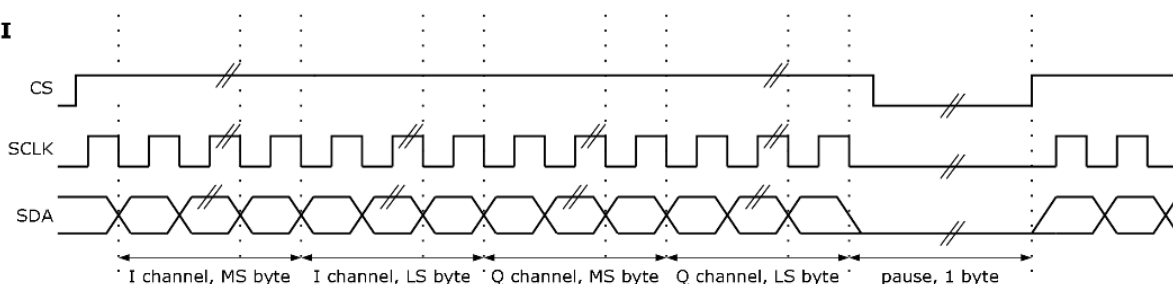 I
CS
SCLK
SDA
I channel, MS byte I channel, LS byte Q channel, MS byte Q channel, LS byte pause, 1 byte